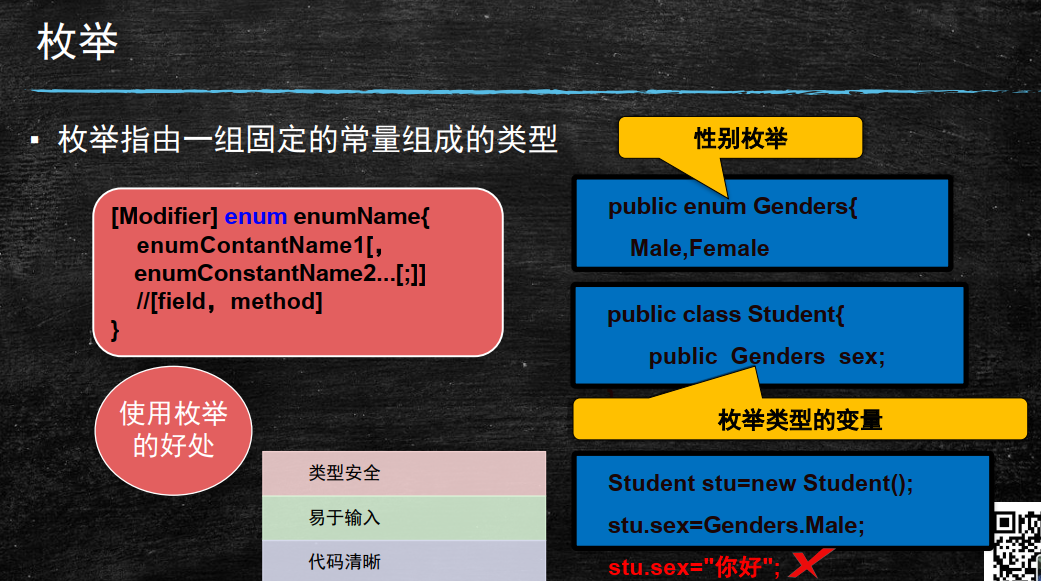 枚举
▪ 枚举指由一组固定的常量组成的类型
[Modifier] enum enumName{
enumContantName1[，
enumConstantName2...[;]]
//[field，method]
}
使用枚举
的好处
类型安全
易于输入
代码清晰
性别枚举
public enum Genders{
Male,Female
public class Student{
public Genders sex;
枚举类型的变量
Student stu=new Student();
stu.sex=Genders.Male;
stu.sex="你好";